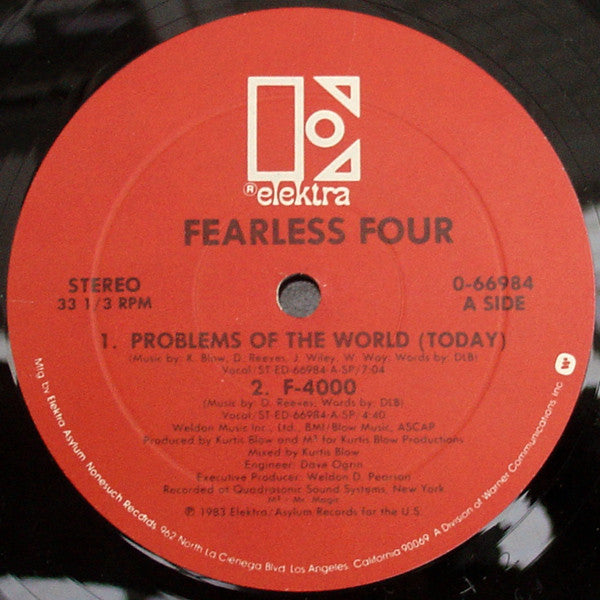 ® elektra
FEARLESS FOUR
STEREO
33 1/3 RPM
0-66984
A SIDE
1. PROBLEMS OF THE WORLD (TODAY)
(Music by: K. Blow, D. Reeves, J. Wiley, W. Way, Words by: DLB)
Vocal/ST ED-66984-A-SP/7:04
2. F-4000
(Music by: D. Reeves, Words by: DLB)
Vocal/ST-ED-66984-A-SP/4:40
Weldon Music Inc., Ltd., BMI/Blow Music, ASCAP
Produced by Kurtis Blow and M³ for Kurtis Blow Productions
Mixed by Kurtis Blow
Engineer: Dave Ogrin
Executive Producer: Weldon D. Pearson
Recorded at Quadrasonic Sound Systems, New York
M³ - Mr. Magic
℗ 1983 Elektra/Asylum Records for the U.S.
Mfg. by Elektra Asylum Nonesuch Records 962 North La Cienega Blvd. Los Angeles, California 90069. A Division of Warner Communications, Inc.